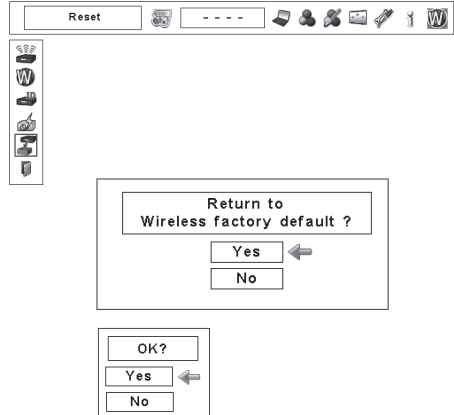 Reset
- - - -
W
W
Return to
Wireless factory default ?
Yes
No
OK?
Yes
No